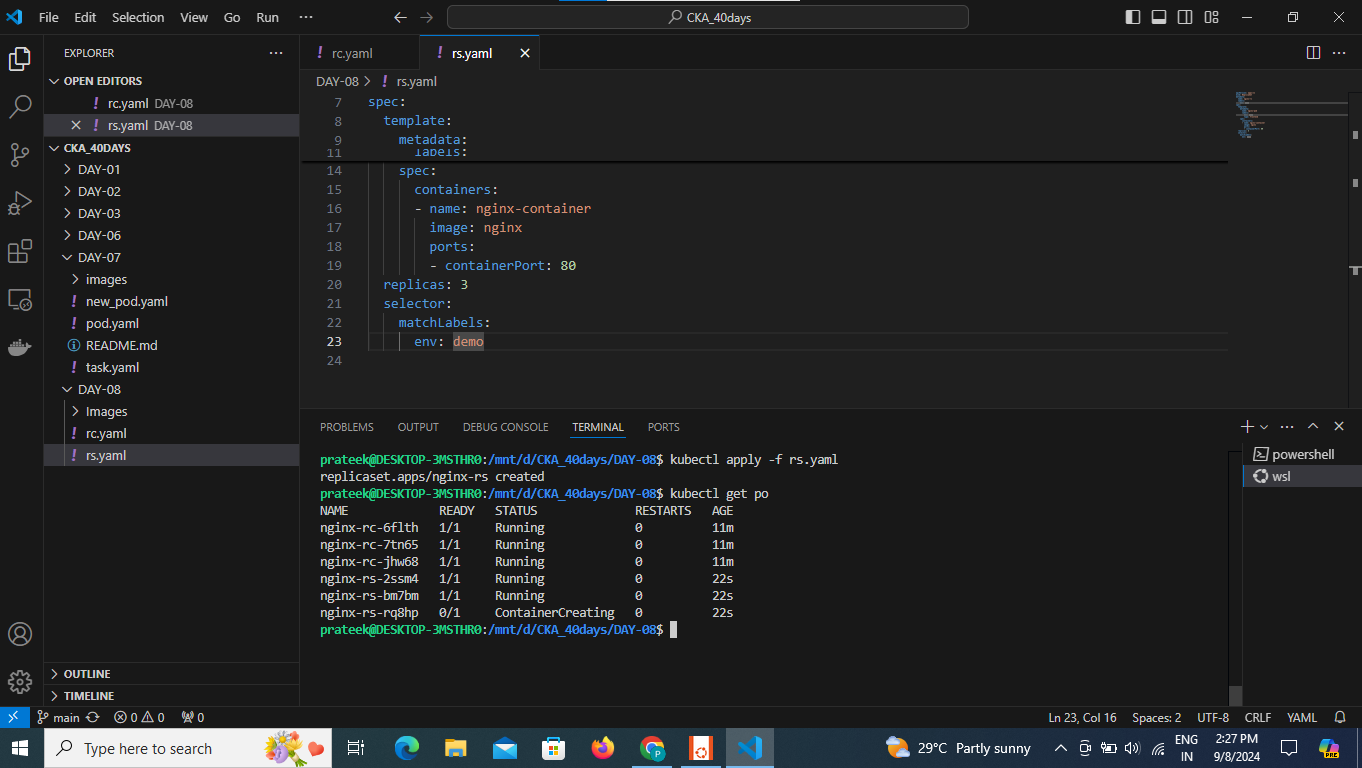 File Edit Selection View Go Run ···
CKA_40days
EXPLORER
OPEN EDITORS
rc.yaml DAY-08
rs.yaml DAY-08
CKA_40DAYS
DAY-01
DAY-02
DAY-03
DAY-06
DAY-07
images
new_pod.yaml
pod.yaml
README.md
task.yaml
DAY-08
Images
rc.yaml
rs.yaml
OUTLINE
TIMELINE
rc.yaml rs.yaml
DAY-08 > rs.yaml
7 spec:
8 template:
9 metadata:
11 labels:
14 spec:
15 containers:
16 - name: nginx-container
17 image: nginx
18 ports:
19 - containerPort: 80
20 replicas: 3
21 selector:
22 matchLabels:
23 env: demo
24
PROBLEMS OUTPUT DEBUG CONSOLE TERMINAL PORTS
prateek@DESKTOP-3MSTHR0:/mnt/d/CKA_40days/DAY-08$ kubectl apply -f rs.yaml
replicaset.apps/nginx-rs created
prateek@DESKTOP-3MSTHR0:/mnt/d/CKA_40days/DAY-08$ kubectl get po
NAME READY STATUS RESTARTS AGE
nginx-rc-6flth 1/1 Running 0 11m
nginx-rc-7tn65 1/1 Running 0 11m
nginx-rc-jhw68 1/1 Running 0 11m
nginx-rs-2ssm4 1/1 Running 0 22s
nginx-rs-bm7bm 1/1 Running 0 22s
nginx-rs-rq8hp 0/1 ContainerCreating 0 22s
prateek@DESKTOP-3MSTHR0:/mnt/d/CKA_40days/DAY-08$
powershell
wsl
main 0 0 0 Ln 23, Col 16 Spaces: 2 UTF-8 CRLF YAML
Type here to search
29°C Partly sunny
ENG
IN
2:27 PM
9/8/2024
PRE